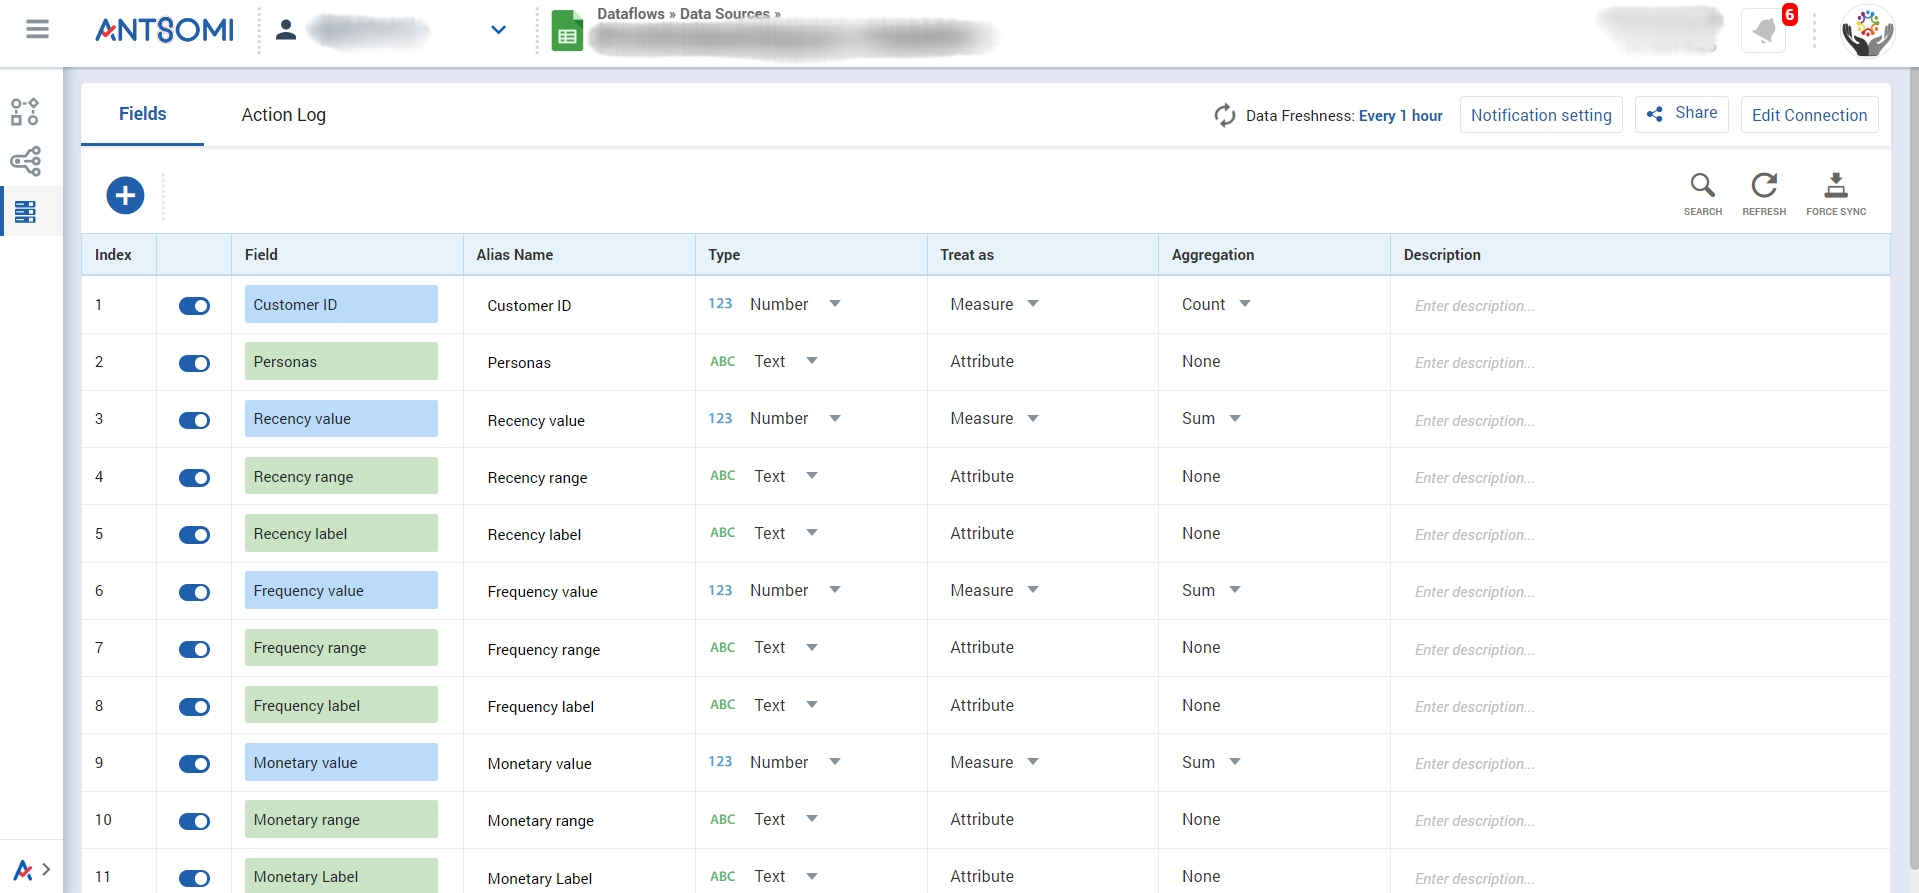 ANTSOMI
Dataflows » Data Sources »
6
Fields
Action Log
Data Freshness: Every 1 hour
Notification setting
Share
Edit Connection
SEARCH
REFRESH
FORCE SYNC
Index Field Alias Name Type Treat as Aggregation Description
1 Customer ID Customer ID 123 Number Measure Count Enter description...
2 Personas Personas ABC Text Attribute None Enter description...
3 Recency value Recency value 123 Number Measure Sum Enter description...
4 Recency range Recency range ABC Text Attribute None Enter description...
5 Recency label Recency label ABC Text Attribute None Enter description...
6 Frequency value Frequency value 123 Number Measure Sum Enter description...
7 Frequency range Frequency range ABC Text Attribute None Enter description...
8 Frequency label Frequency label ABC Text Attribute None Enter description...
9 Monetary value Monetary value 123 Number Measure Sum Enter description...
10 Monetary range Monetary range ABC Text Attribute None Enter description...
11 Monetary Label Monetary Label ABC Text Attribute None Enter description...